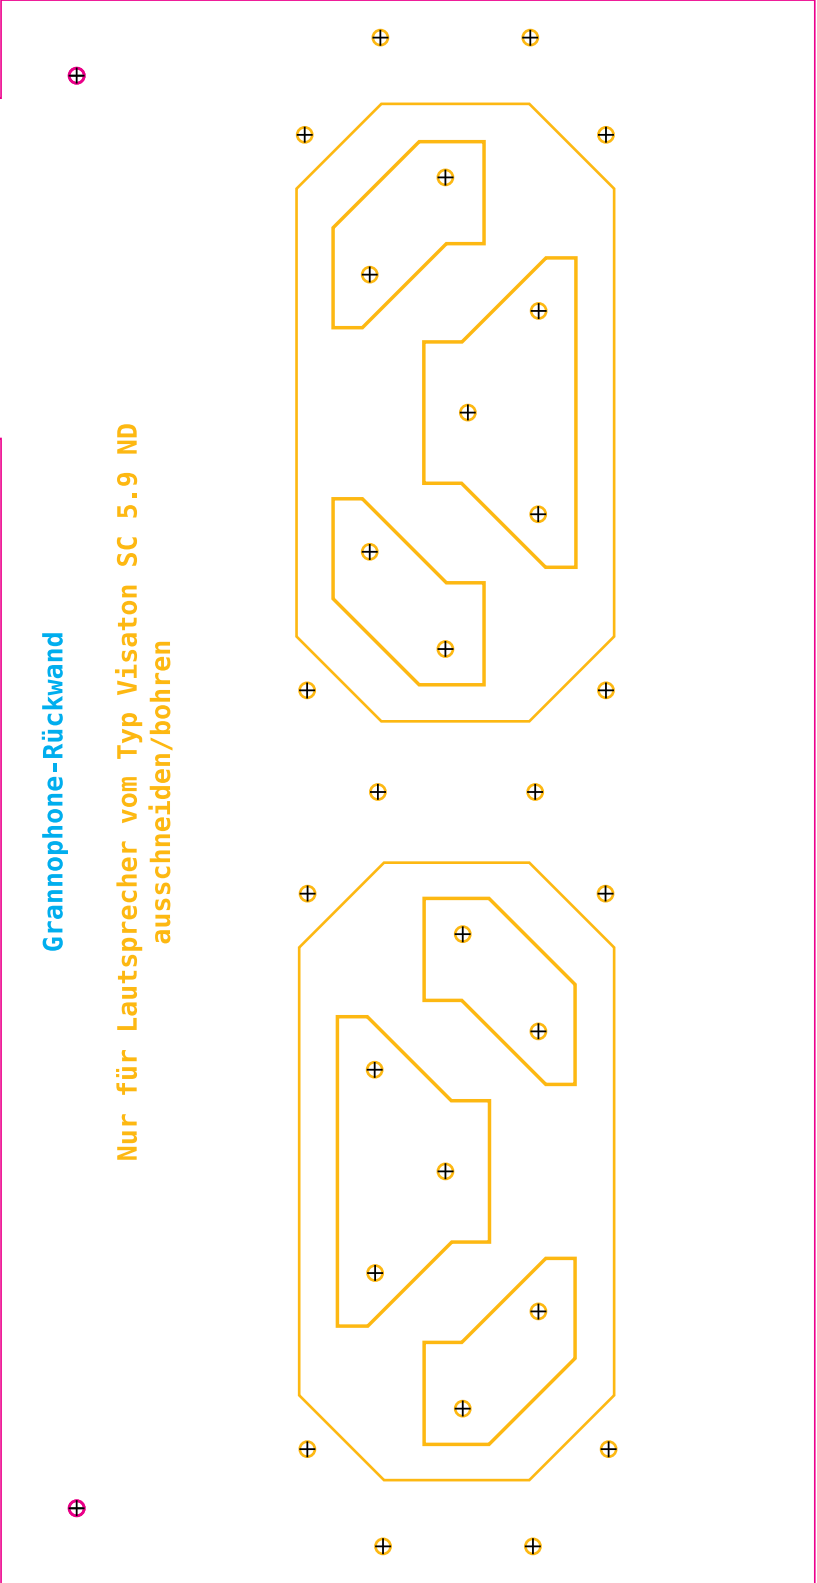 Grannophone-Rückwand
Nur für Lautsprecher vom Typ Visaton SC 5.9 ND
ausschneiden/bohren